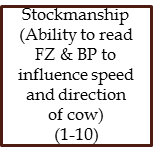 Stockmanship
(Ability to read
FZ & BP to
influence speed
and direction
of cow)
(1-10)